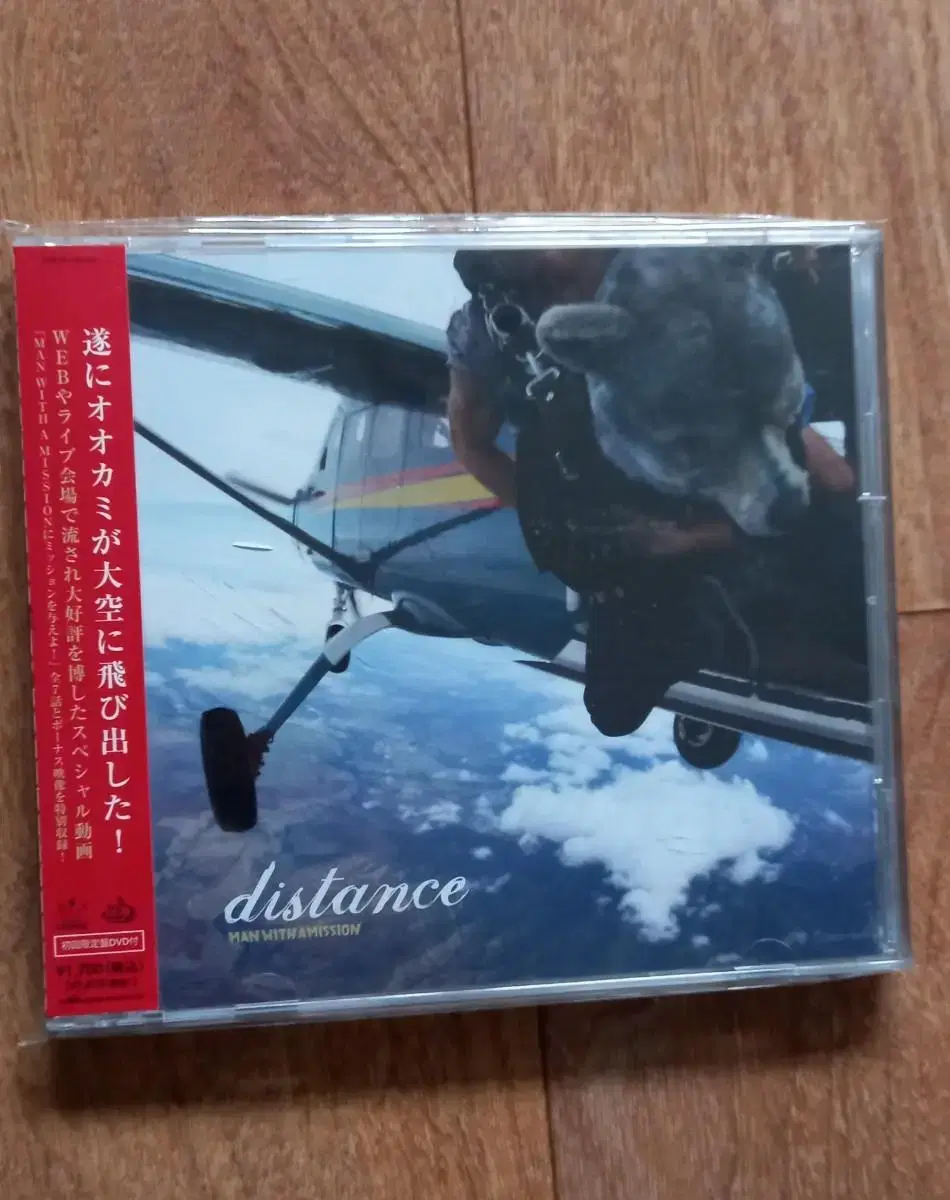 遂にオオカミが大空に飛び出した!
WEBやライブ会場で流され大好評を博したスペシャル動画
「MAN WITH A MISSIONにミッションを与えよ!」全7話とボーナス映像を特別収録!
初回限定盤DVD付
¥1,700(税込)
distance
MAN WITH A MISSION